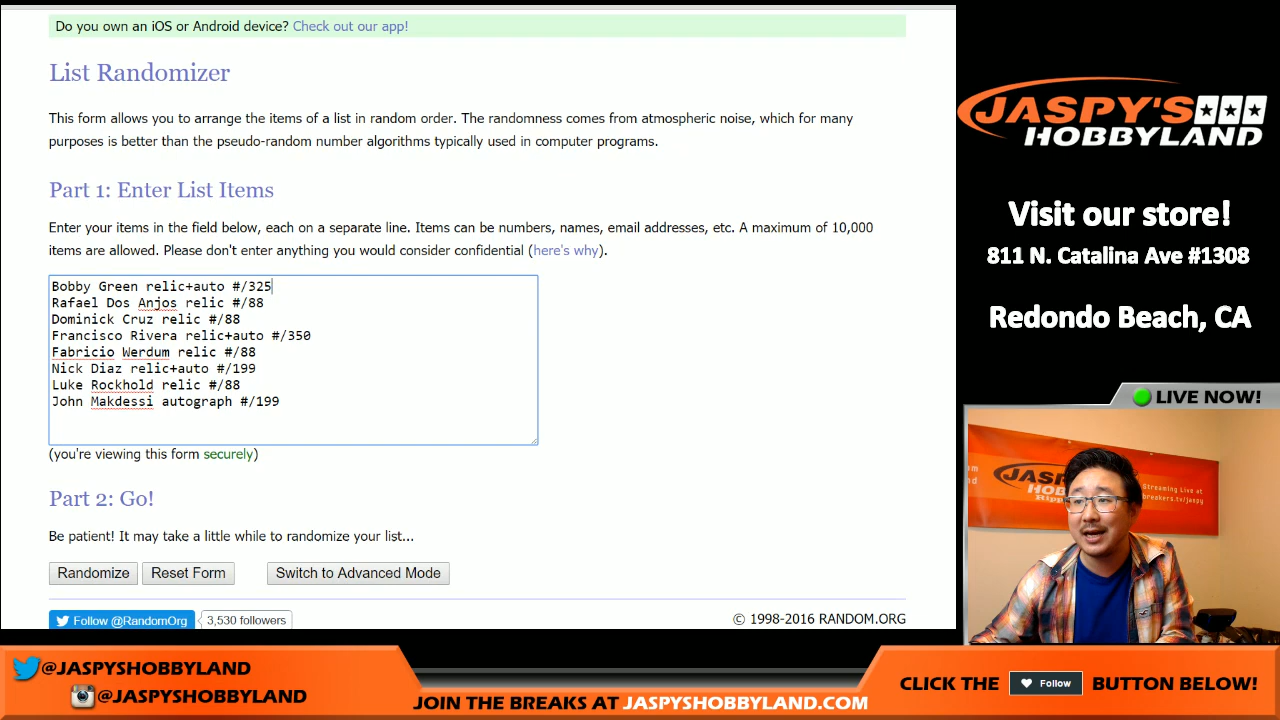 Do you own an iOS or Android device? Check out our app!
List Randomizer
This form allows you to arrange the items of a list in random order. The randomness comes from atmospheric noise, which for many
purposes is better than the pseudo-random number algorithms typically used in computer programs.
Part 1: Enter List Items
Enter your items in the field below, each on a separate line. Items can be numbers, names, email addresses, etc. A maximum of 10,000
items are allowed. Please don't enter anything you would consider confidential (here's why).
Bobby Green relic+auto #/325
Rafael Dos Anjos relic #/88
Dominick Cruz relic #/88
Francisco Rivera relic+auto #/350
Fabricio Werdum relic #/88
Nick Diaz relic+auto #/199
Luke Rockhold relic #/88
John Makdessi autograph #/199
(you're viewing this form securely)
Part 2: Go!
Be patient! It may take a little while to randomize your list...
Randomize Reset Form Switch to Advanced Mode
Follow @RandomOrg 3,530 followers
© 1998-2016 RANDOM.ORG
JASPY'S
HOBBYLAND
Visit our store!
811 N. Catalina Ave #1308
Redondo Beach, CA
LIVE NOW!
Streaming Live at
breakers.tv/jaspy
@JASPYSHOBBYLAND
@JASPYSHOBBYLAND
JOIN THE BREAKS AT JASPYSHOBBYLAND.COM
CLICK THE Follow BUTTON BELOW!